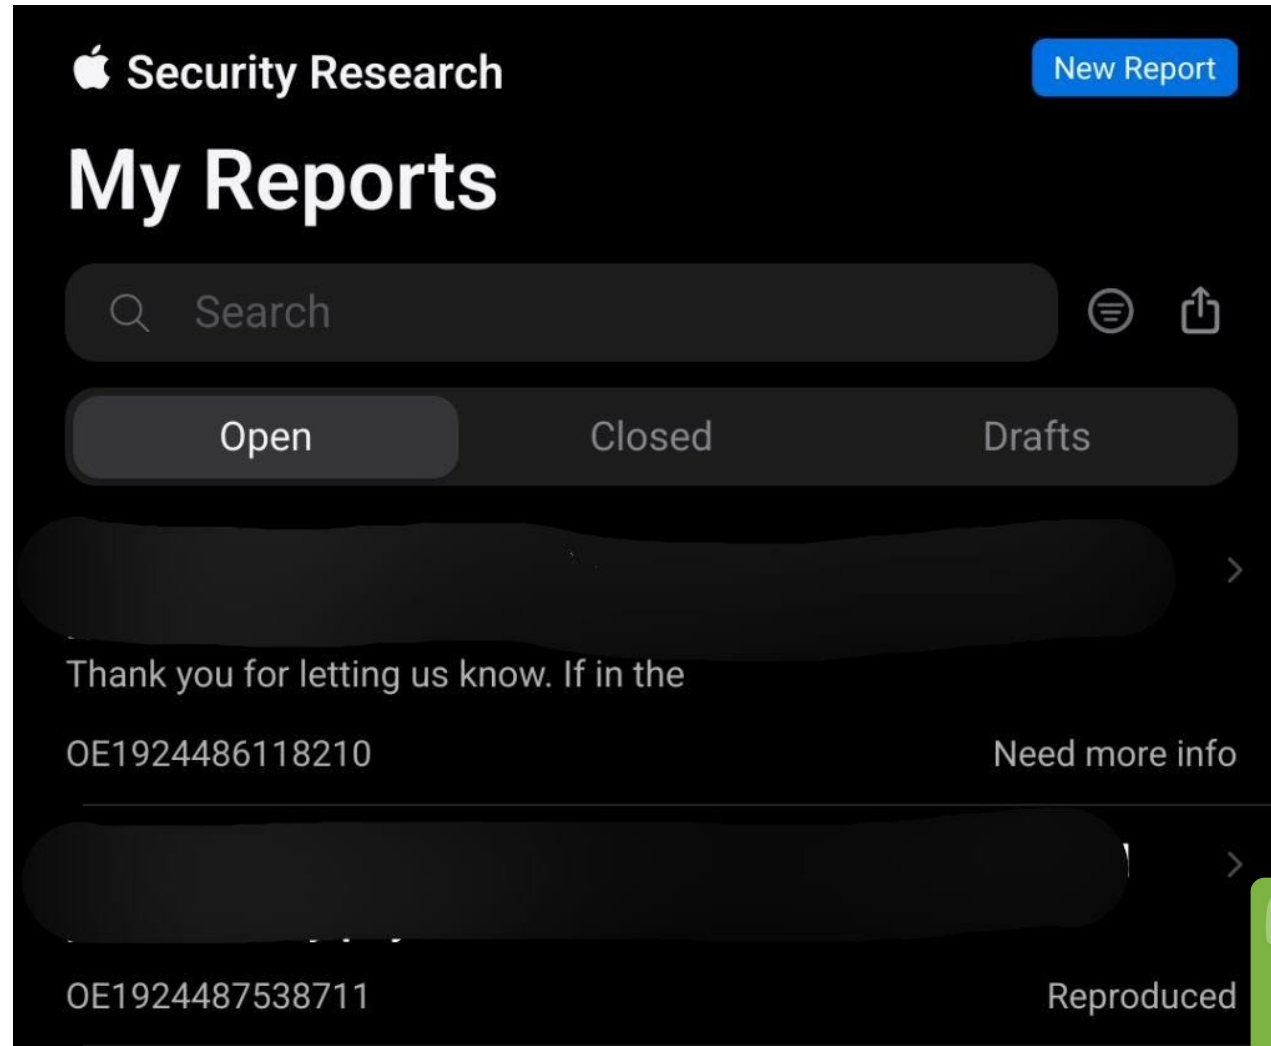 Security Research
New Report
My Reports
Search
Open
Closed
Drafts
Thank you for letting us know. If in the
OE1924486118210
Need more info
OE1924487538711
Reproduced